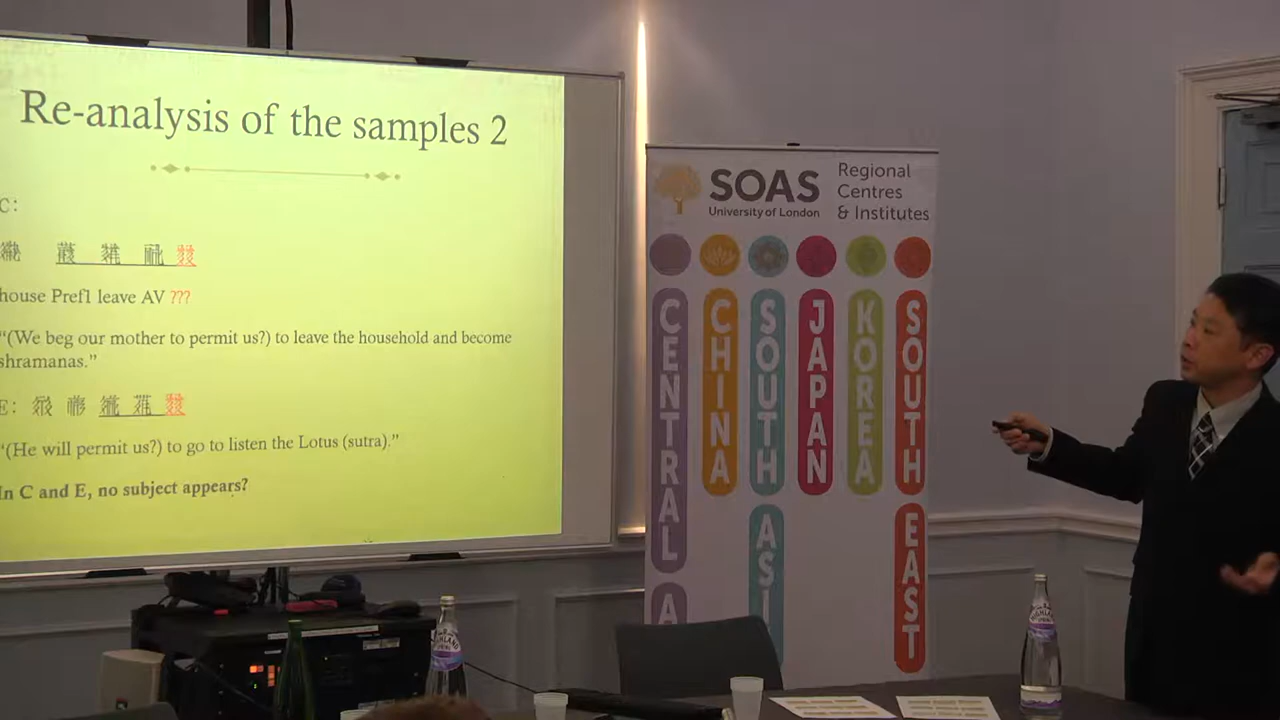 Re-analysis of the samples 2
C:
house Pref1 leave AV ???
“(We beg our mother to permit us?) to leave the household and become
shramanas.”
E:
“(He will permit us?) to go to listen the Lotus (sutra).”
In C and E, no subject appears?
SOAS
University of London
Regional
Centres
& Institutes
CENTRAL A
CHINA
SOUTH ASI
JAPAN
KOREA
SOUTH EAST